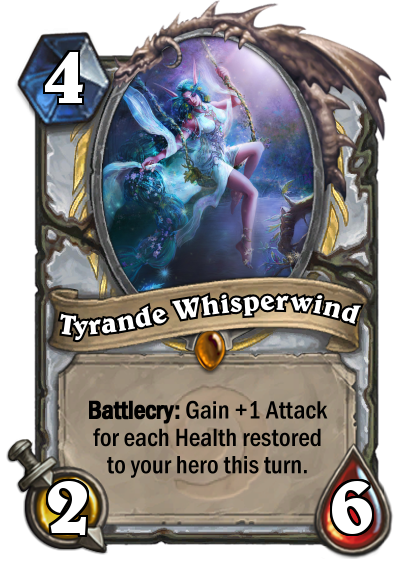 4
Tyrande Whisperwind
Battlecry: Gain +1 Attack
for each Health restored
to your hero this turn.
2
6